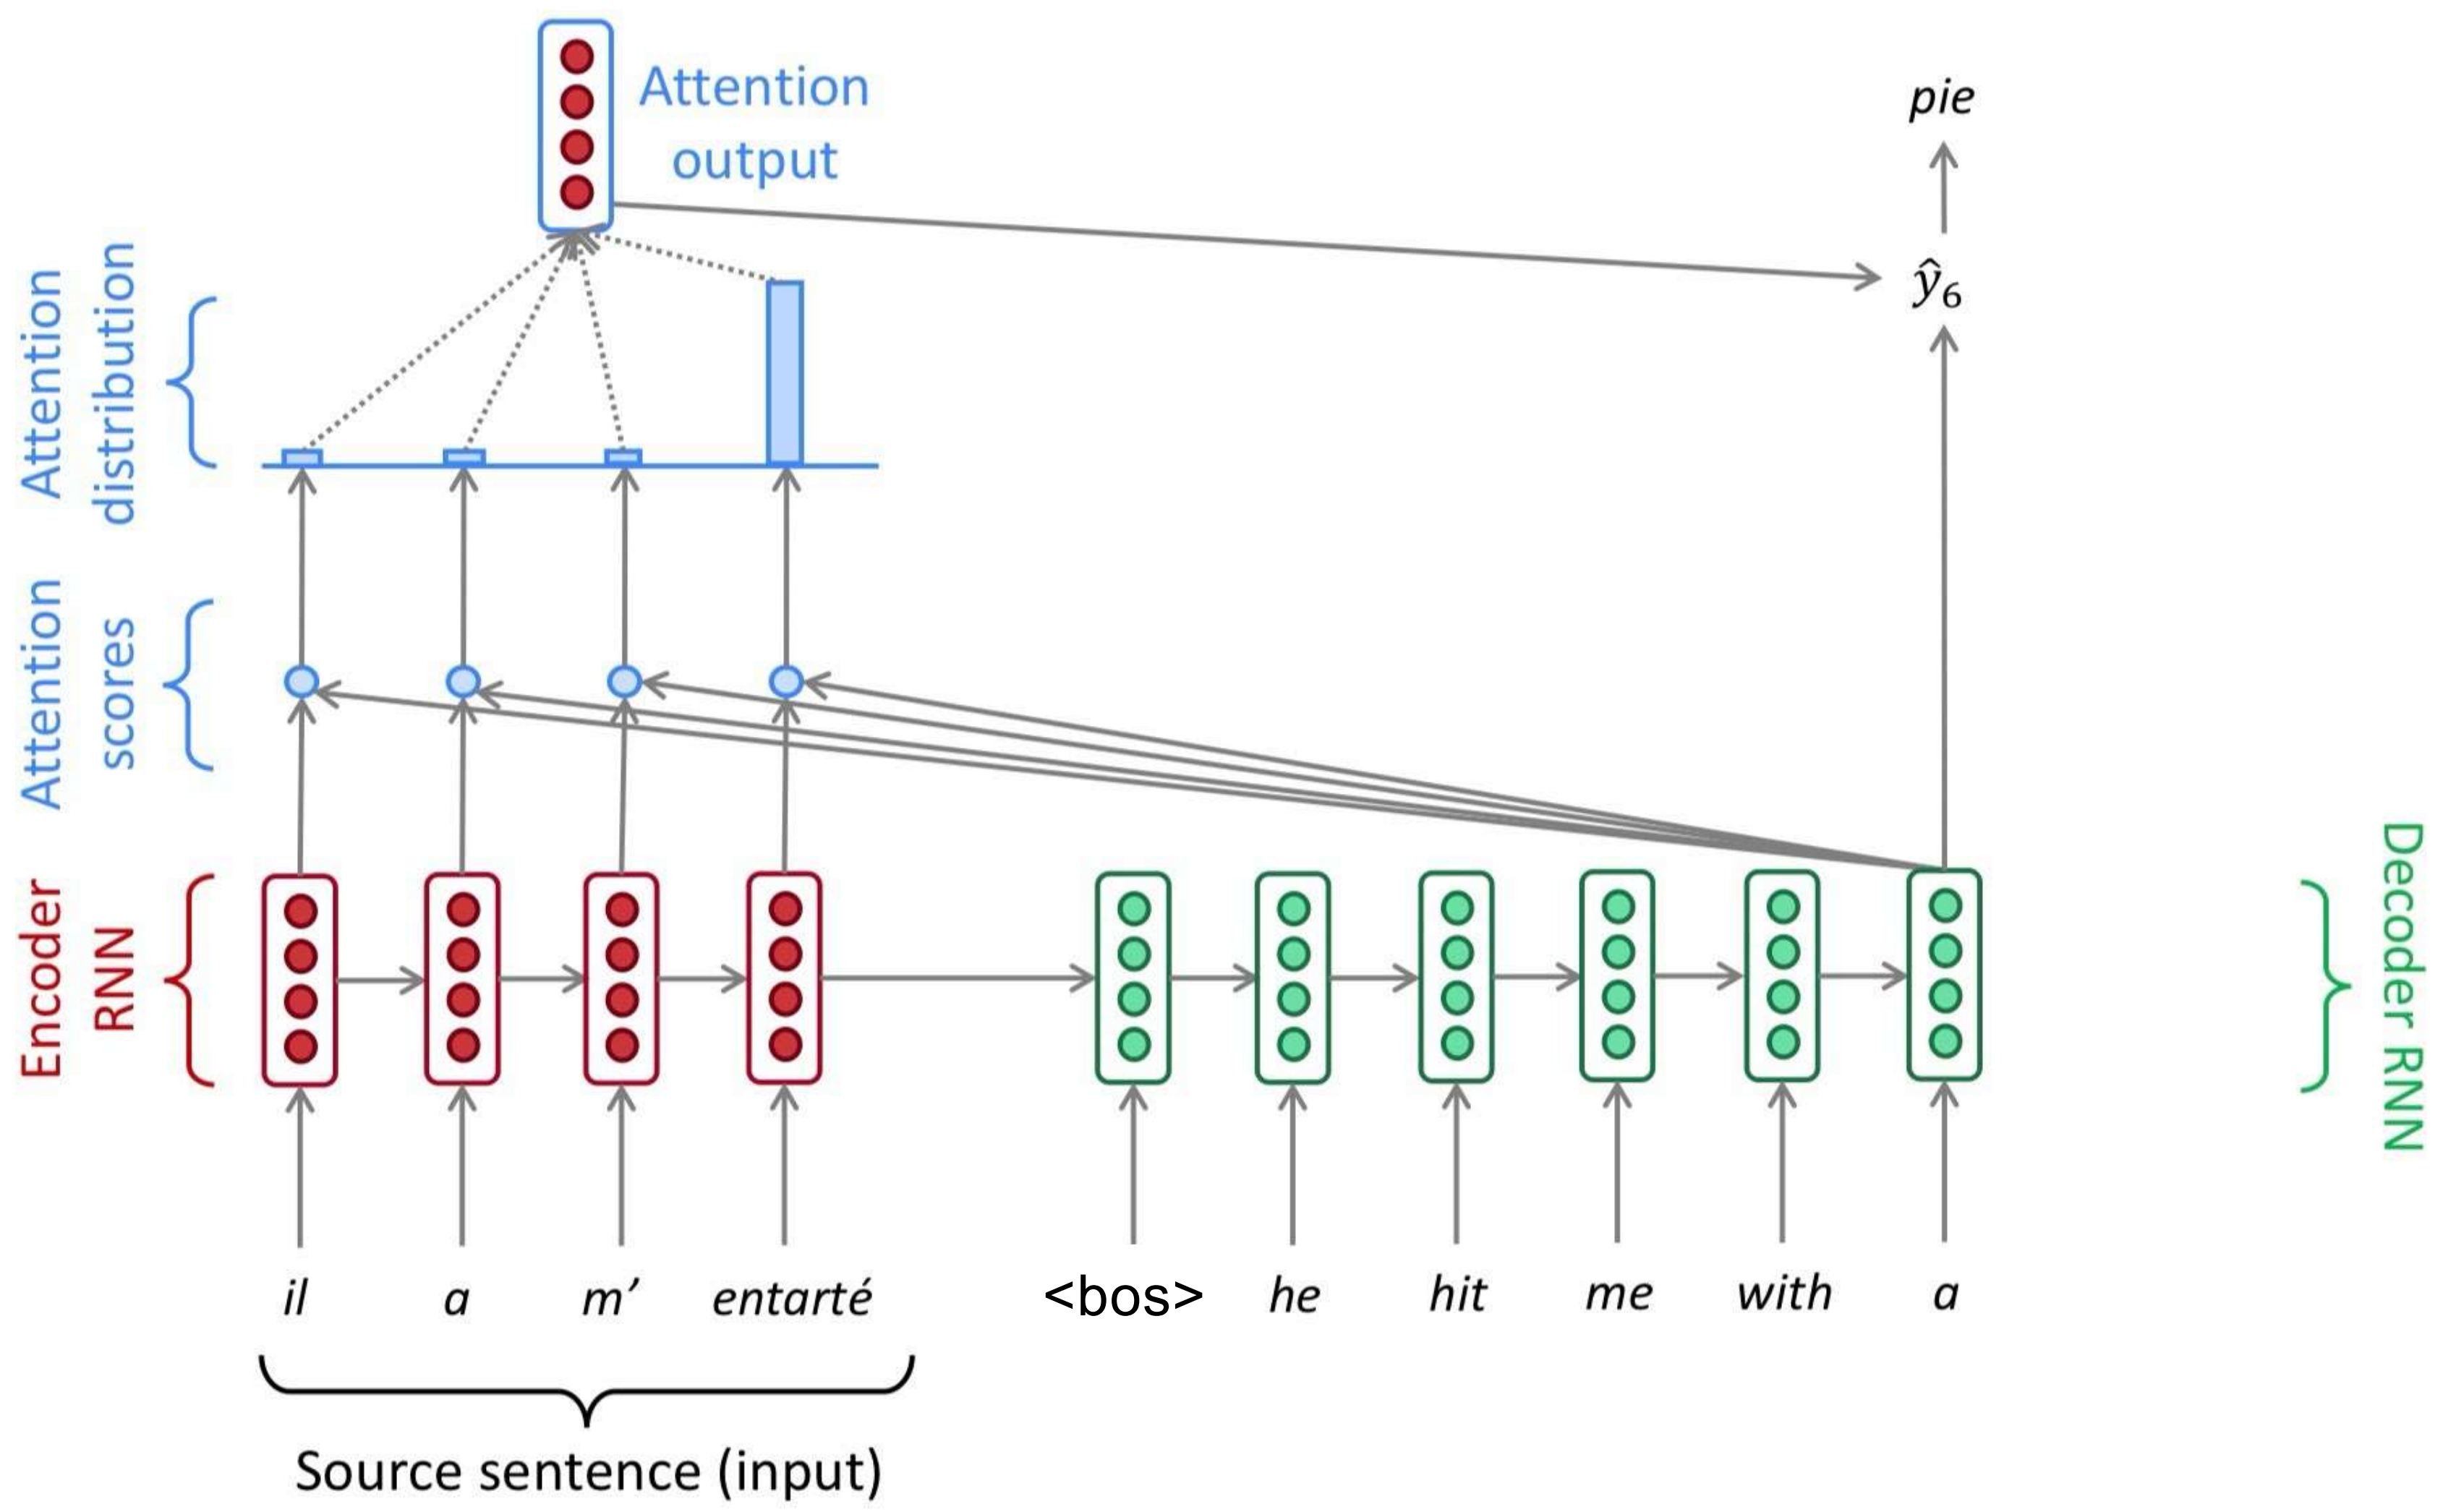 Attention
output
pie
ŷ₆
Attention
distribution
Attention
scores
Encoder
RNN
Decoder RNN
il a m’ entarté <bos> he hit me with a
Source sentence (input)